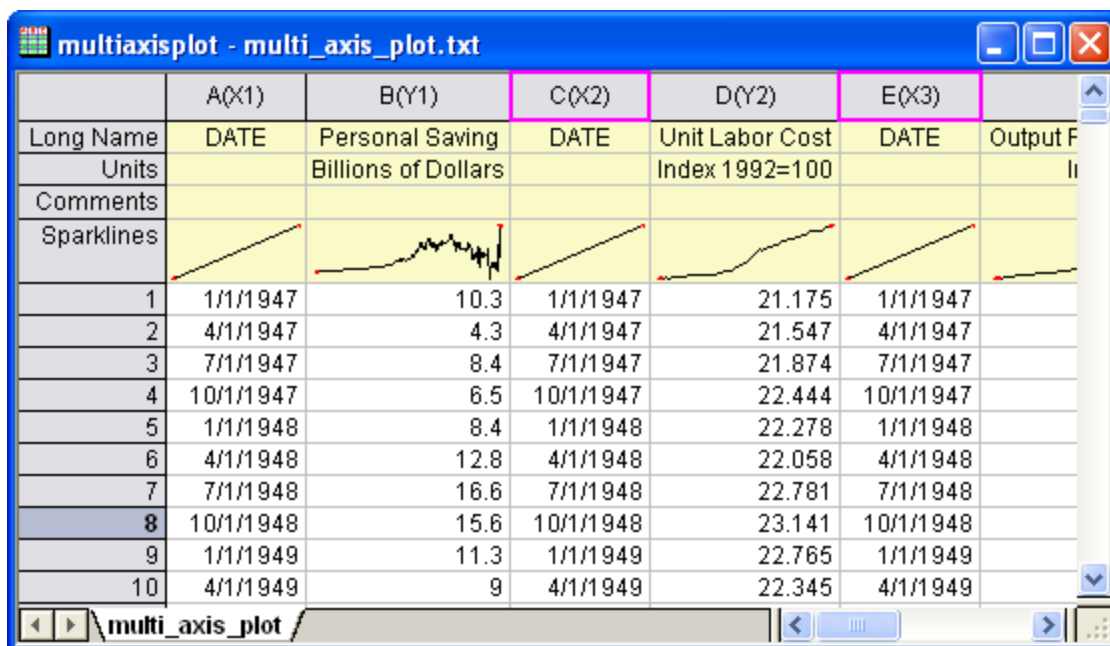 multiaxisplot - multi_axis_plot.txt
A(X1) B(Y1) C(X2) D(Y2) E(X3)
Long Name DATE Personal Saving DATE Unit Labor Cost DATE Output
Units Billions of Dollars Index 1992=100
Comments
Sparklines
1 1/1/1947 10.3 1/1/1947 21.175 1/1/1947
2 4/1/1947 4.3 4/1/1947 21.547 4/1/1947
3 7/1/1947 8.4 7/1/1947 21.874 7/1/1947
4 10/1/1947 6.5 10/1/1947 22.444 10/1/1947
5 1/1/1948 8.4 1/1/1948 22.278 1/1/1948
6 4/1/1948 12.8 4/1/1948 22.058 4/1/1948
7 7/1/1948 16.6 7/1/1948 22.781 7/1/1948
8 10/1/1948 15.6 10/1/1948 23.141 10/1/1948
9 1/1/1949 11.3 1/1/1949 22.765 1/1/1949
10 4/1/1949 9 4/1/1949 22.345 4/1/1949
multi_axis_plot